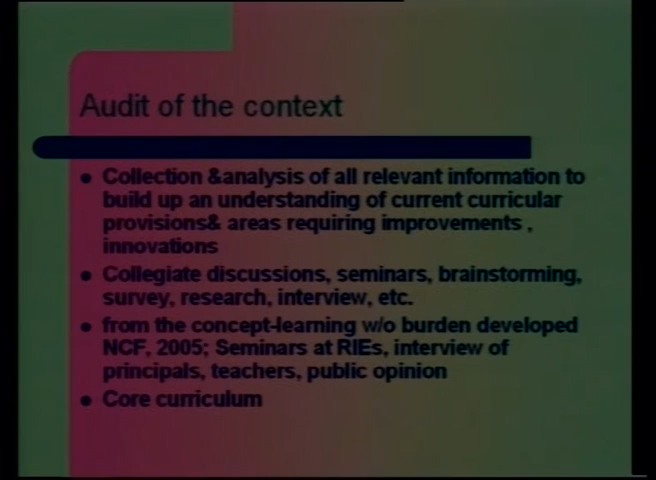 Audit of the context
• Collection &analysis of all relevant information to
build up an understanding of current curricular
provisions& areas requiring improvements ,
innovations
• Collegiate discussions, seminars, brainstorming,
survey, research, interview, etc.
• from the concept-learning w/o burden developed
NCF, 2005; Seminars at RIEs, interview of
principals, teachers, public opinion
• Core curriculum